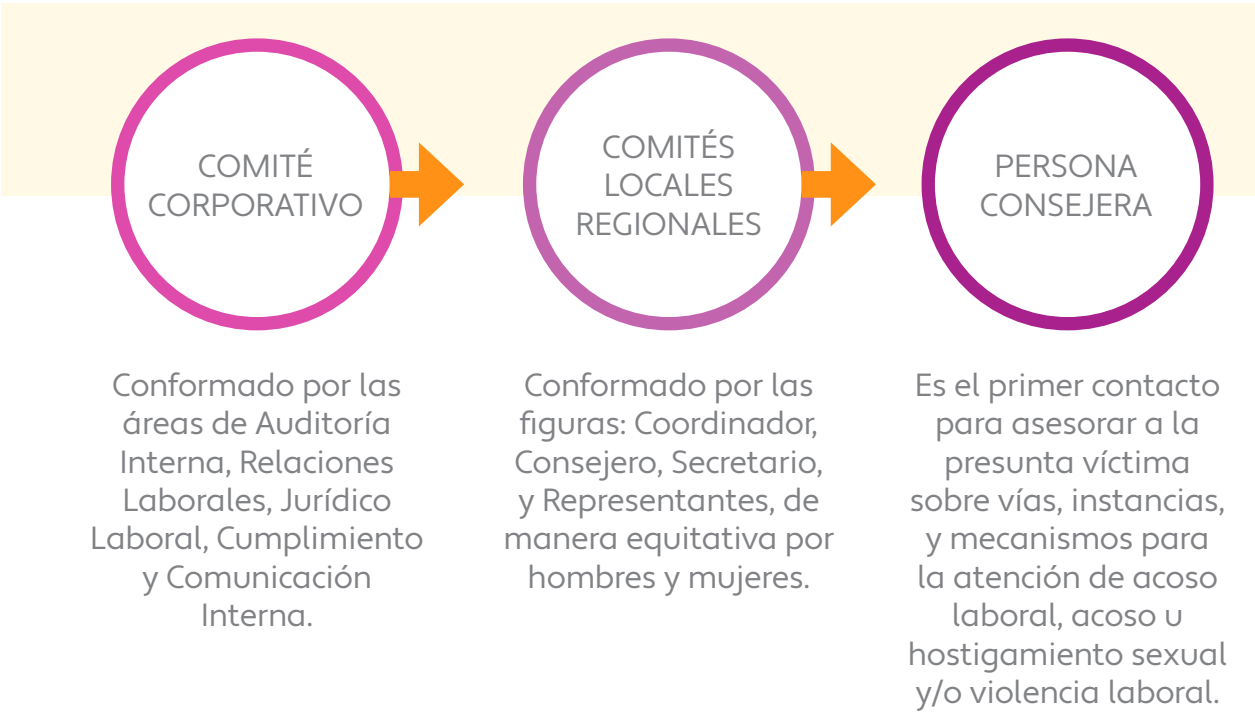 COMITÉ
CORPORATIVO
Conformado por las
áreas de Auditoría
Interna, Relaciones
Laborales, Jurídico
Laboral, Cumplimiento
y Comunicación
Interna.
COMITÉS
LOCALES
REGIONALES
Conformado por las
figuras: Coordinador,
Consejero, Secretario,
y Representantes, de
manera equitativa por
hombres y mujeres.
PERSONA
CONSEJERA
Es el primer contacto
para asesorar a la
presunta víctima
sobre vías, instancias,
y mecanismos para
la atención de acoso
laboral, acoso u
hostigamiento sexual
y/o violencia laboral.